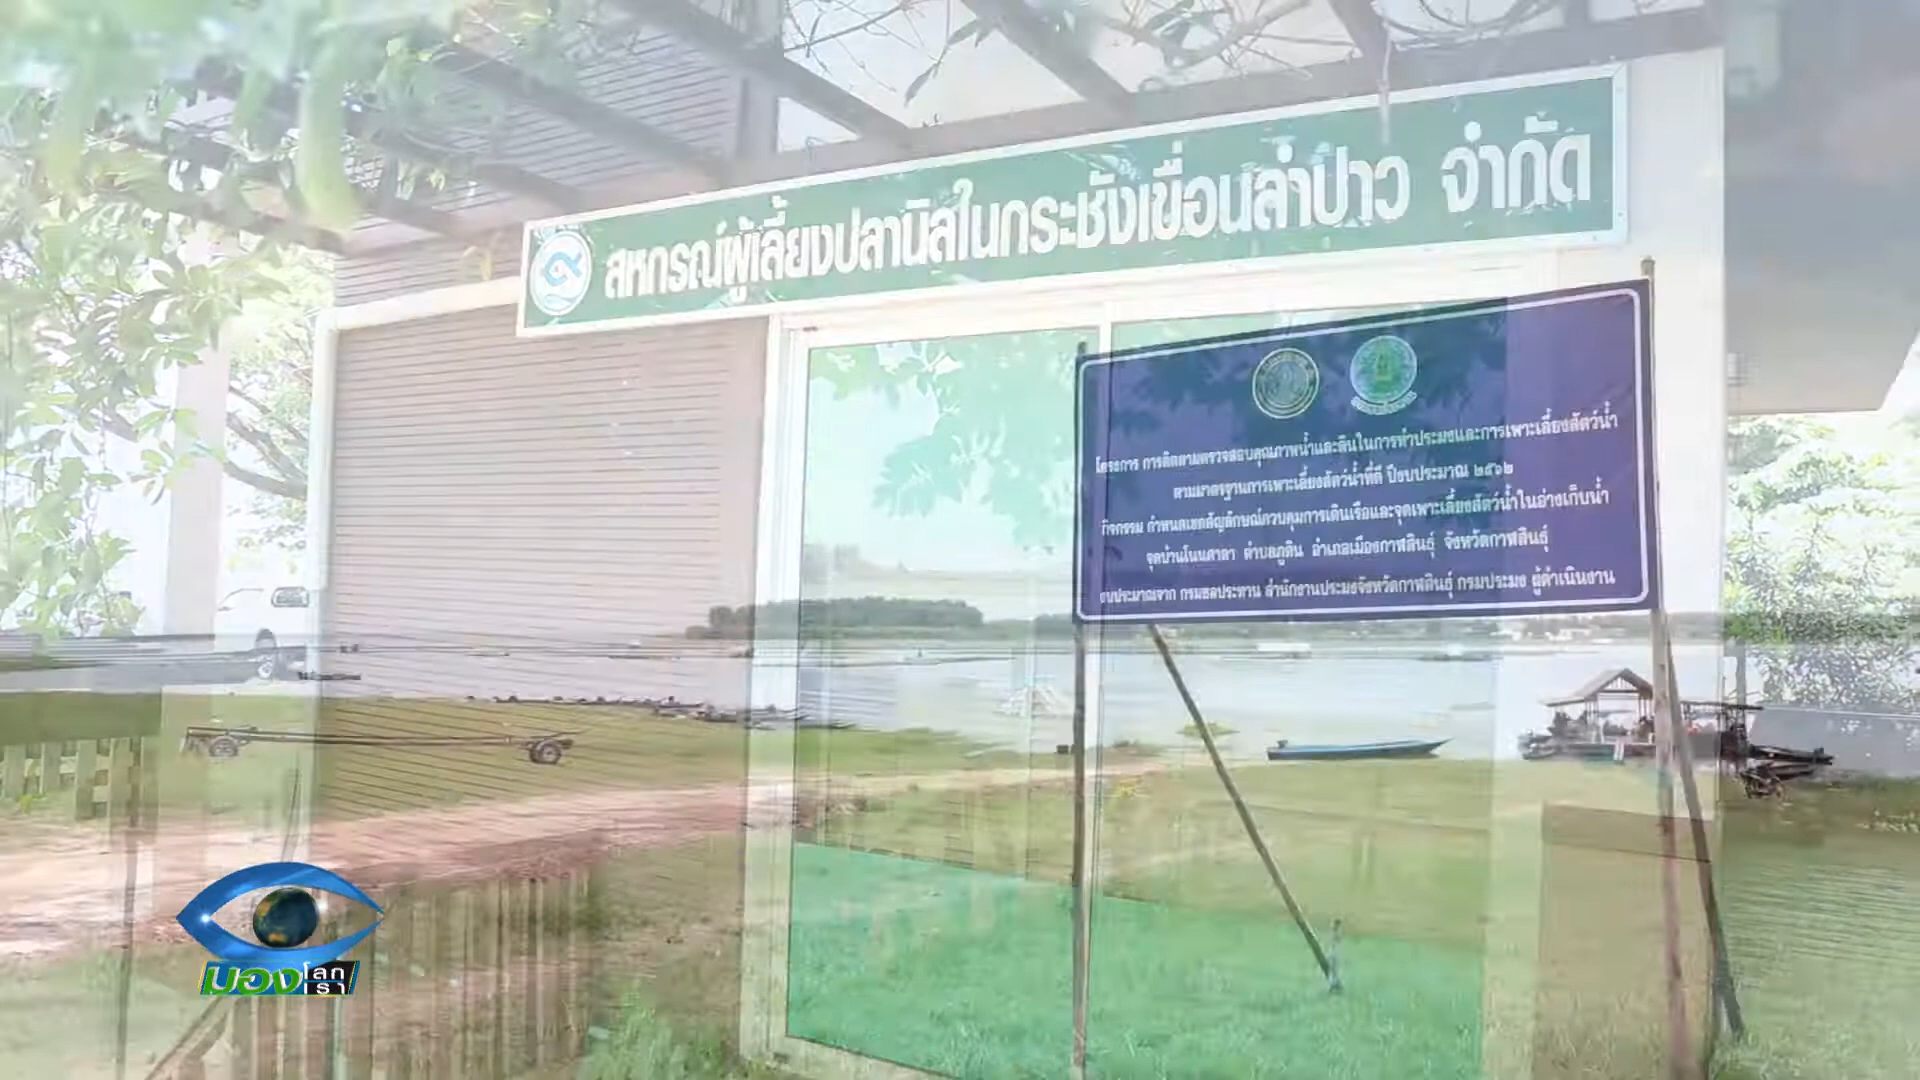 สหกรณ์ผู้เลี้ยงปลานิลในกระชังเขื่อนลำปาว จำกัด
โครงการ การติดตามตรวจสอบคุณภาพน้ำและดินในการทำประมงและการเพาะเลี้ยงสัตว์น้ำ
ตามมาตรฐานการเพาะเลี้ยงสัตว์น้ำที่ดี ปีงบประมาณ ๒๕๖๒
กิจกรรม กำหนดเขตสัญลักษณ์ควบคุมการเดินเรือและจุดเพาะเลี้ยงสัตว์น้ำในอ่างเก็บน้ำ
จุดบ้านโนนศาลา ตำบลภูดิน อำเภอเมืองกาฬสินธุ์ จังหวัดกาฬสินธุ์
งบประมาณจาก กรมชลประทาน สำนักงานประมงจังหวัดกาฬสินธุ์ กรมประมง ผู้ดำเนินงาน
มองโลก
เรา